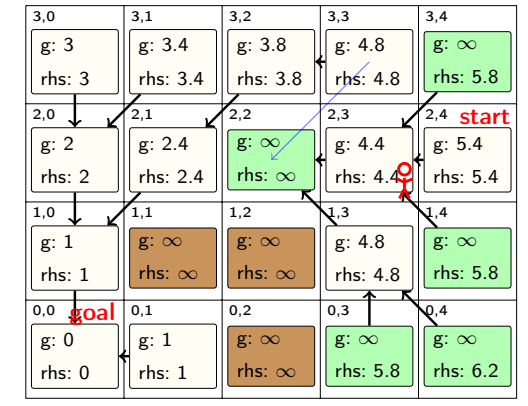 3,0 3,1 3,2 3,3 3,4
g: 3 g: 3.4 g: 3.8 g: 4.8 g: ∞
rhs: 3 rhs: 3.4 rhs: 3.8 rhs: 4.8 rhs: 5.8
2,0 2,1 2,2 2,3 2,4 start
g: 2 g: 2.4 g: ∞ g: 4.4 g: 5.4
rhs: 2 rhs: 2.4 rhs: ∞ rhs: 4.4 rhs: 5.4
1,0 1,1 1,2 1,3 1,4
g: 1 g: ∞ g: ∞ g: 4.8 g: ∞
rhs: 1 rhs: ∞ rhs: ∞ rhs: 4.8 rhs: 5.8
0,0 goal 0,1 0,2 0,3 0,4
g: 0 g: 1 g: ∞ g: ∞ g: ∞
rhs: 0 rhs: 1 rhs: ∞ rhs: 5.8 rhs: 6.2